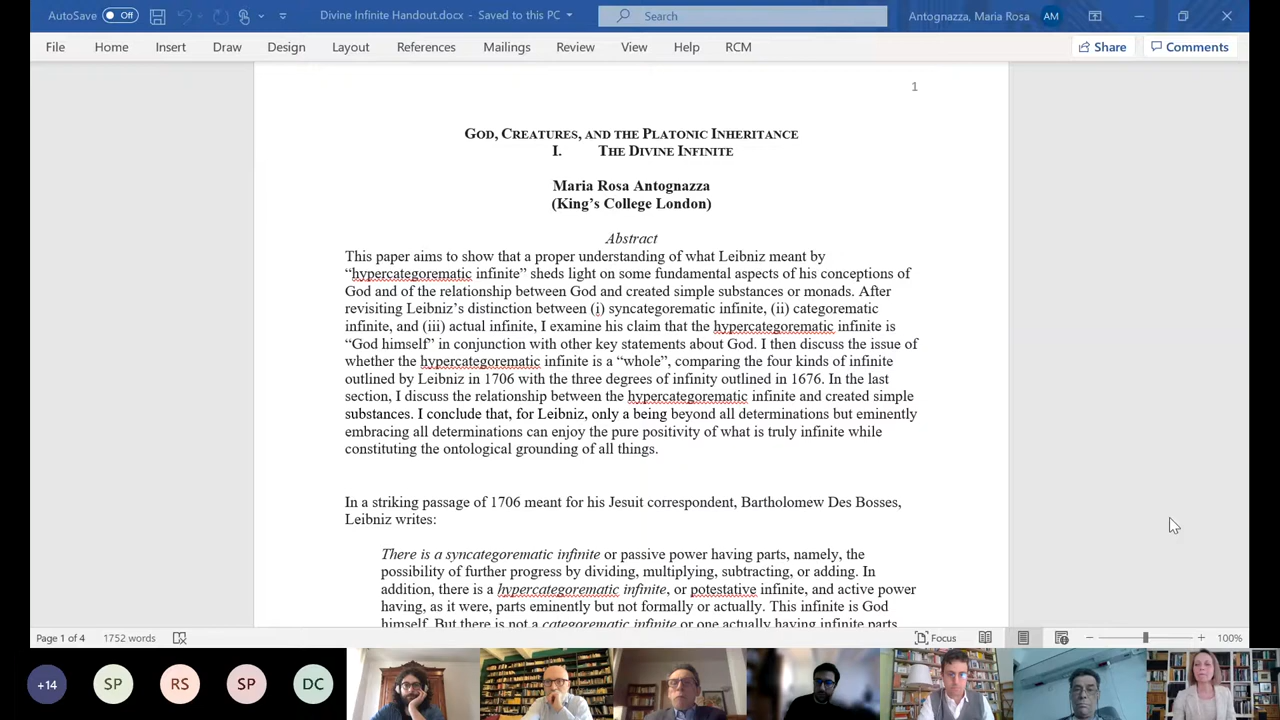 AutoSave Off Divine Infinite Handout.docx - Saved to this PC Search Antognazza, Maria Rosa AM
File Home Insert Draw Design Layout References Mailings Review View Help RCM Share Comments
1
GOD, CREATURES, AND THE PLATONIC INHERITANCE
I. THE DIVINE INFINITE
Maria Rosa Antognazza
(King’s College London)
Abstract
This paper aims to show that a proper understanding of what Leibniz meant by
“hypercategorematic infinite” sheds light on some fundamental aspects of his conceptions of
God and of the relationship between God and created simple substances or monads. After
revisiting Leibniz’s distinction between (i) syncategorematic infinite, (ii) categorematic
infinite, and (iii) actual infinite, I examine his claim that the hypercategorematic infinite is
“God himself” in conjunction with other key statements about God. I then discuss the issue of
whether the hypercategorematic infinite is a “whole”, comparing the four kinds of infinite
outlined by Leibniz in 1706 with the three degrees of infinity outlined in 1676. In the last
section, I discuss the relationship between the hypercategorematic infinite and created simple
substances. I conclude that, for Leibniz, only a being beyond all determinations but eminently
embracing all determinations can enjoy the pure positivity of what is truly infinite while
constituting the ontological grounding of all things.
In a striking passage of 1706 meant for his Jesuit correspondent, Bartholomew Des Bosses,
Leibniz writes:
There is a syncategorematic infinite or passive power having parts, namely, the
possibility of further progress by dividing, multiplying, subtracting, or adding. In
addition, there is a hypercategorematic infinite, or potestative infinite, and active power
having, as it were, parts eminently but not formally or actually. This infinite is God
himself. But there is not a categorematic infinite or one actually having infinite parts
Page 1 of 4 1752 words Focus 100%
+14 SP RS SP DC